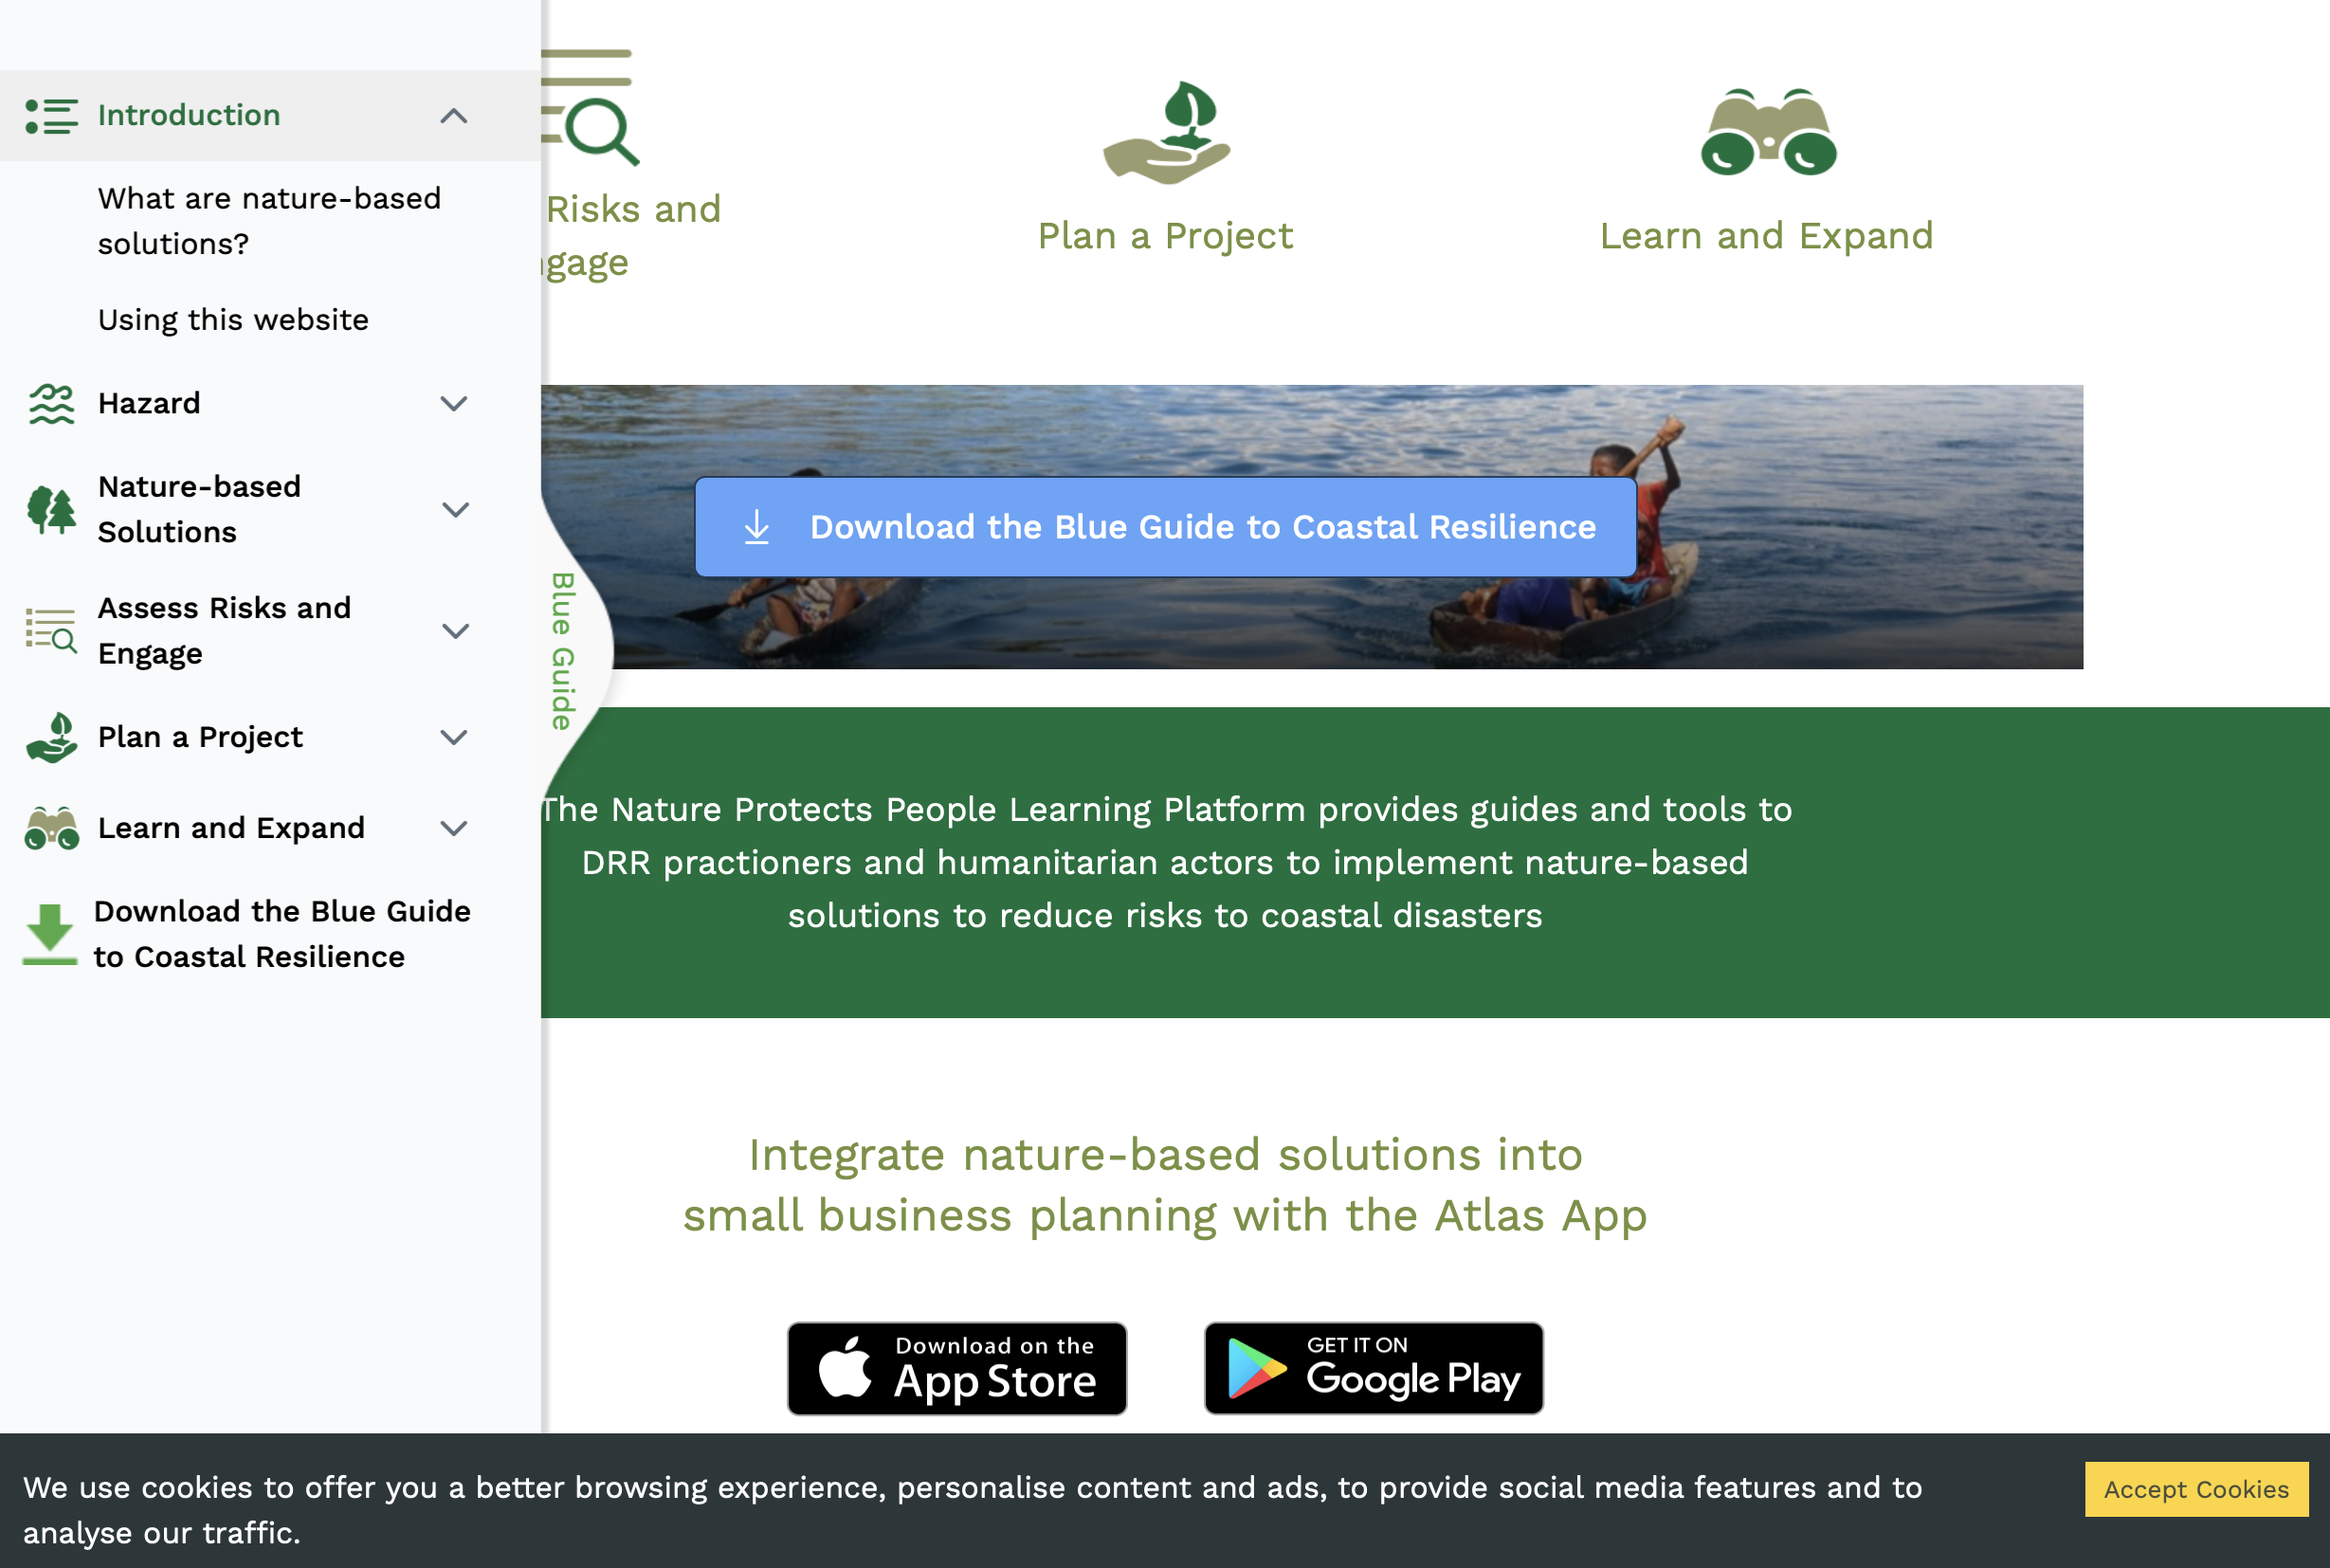 Introduction
What are nature-based
solutions?
Using this website
Hazard
Nature-based
Solutions
Assess Risks and
Engage
Plan a Project
Learn and Expand
Download the Blue Guide
to Coastal Resilience
Blue Guide
Risks and
gage
Plan a Project
Learn and Expand
Download the Blue Guide to Coastal Resilience
The Nature Protects People Learning Platform provides guides and tools to
DRR practioners and humanitarian actors to implement nature-based
solutions to reduce risks to coastal disasters
Integrate nature-based solutions into
small business planning with the Atlas App
Download on the
App Store
GET IT ON
Google Play
We use cookies to offer you a better browsing experience, personalise content and ads, to provide social media features and to
analyse our traffic.
Accept Cookies